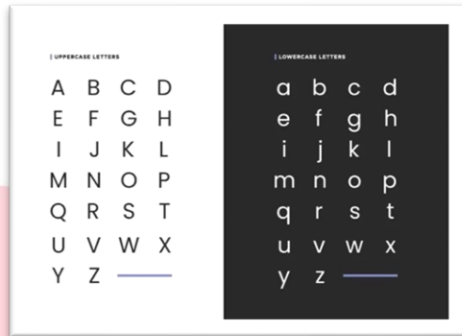 UPPERCASE LETTERS
A B C D
E F G H
I J K L
M N O P
Q R S T
U V W X
Y Z
LOWERCASE LETTERS
a b c d
e f g h
i j k l
m n o p
q r s t
u v w x
y z